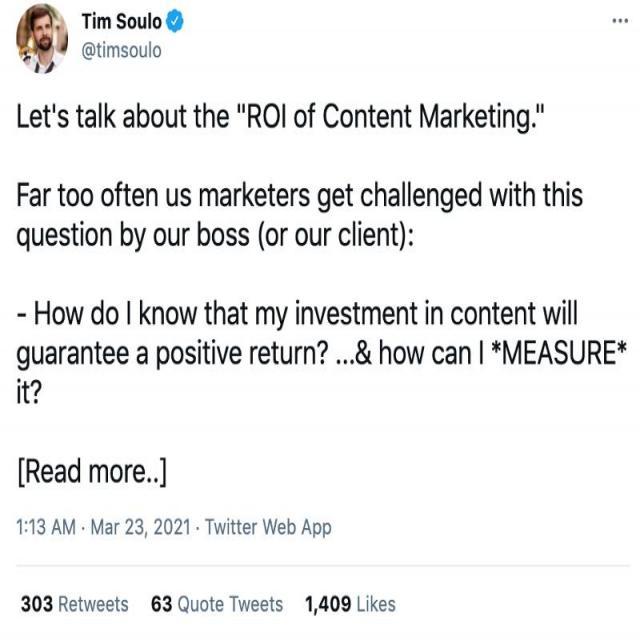 Tim Soulo
@timsoulo
Let's talk about the "ROI of Content Marketing."
Far too often us marketers get challenged with this
question by our boss (or our client):
- How do I know that my investment in content will
guarantee a positive return? ...& how can I *MEASURE*
it?
[Read more..]
1:13 AM · Mar 23, 2021 · Twitter Web App
303 Retweets 63 Quote Tweets 1,409 Likes